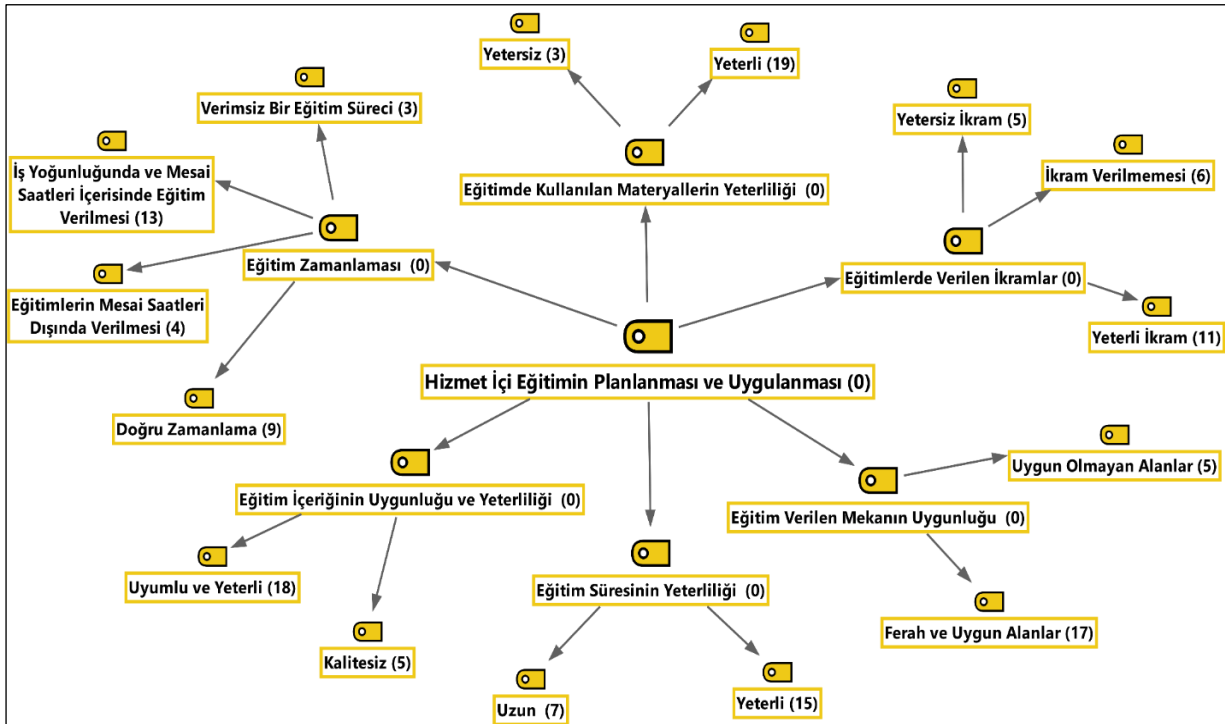 Yetersiz (3)
Yeterli (19)
Verimsiz Bir Eğitim Süreci (3)
Yetersiz İkram (5)
İş Yoğunluğunda ve Mesai
Saatleri İçerisinde Eğitim
Verilmesi (13)
Eğitimde Kullanılan Materyallerin Yeterliliği (0)
İkram Verilmemesi (6)
Eğitim Zamanlaması (0)
Eğitimlerde Verilen İkramlar (0)
Eğitimlerin Mesai Saatleri
Dışında Verilmesi (4)
Yeterli İkram (11)
Hizmet İçi Eğitimin Planlanması ve Uygulanması (0)
Doğru Zamanlama (9)
Uygun Olmayan Alanlar (5)
Eğitim İçeriğinin Uygunluğu ve Yeterliliği (0)
Eğitim Verilen Mekanın Uygunluğu (0)
Uyumlu ve Yeterli (18)
Eğitim Süresinin Yeterliliği (0)
Ferah ve Uygun Alanlar (17)
Kalitesiz (5)
Uzun (7)
Yeterli (15)